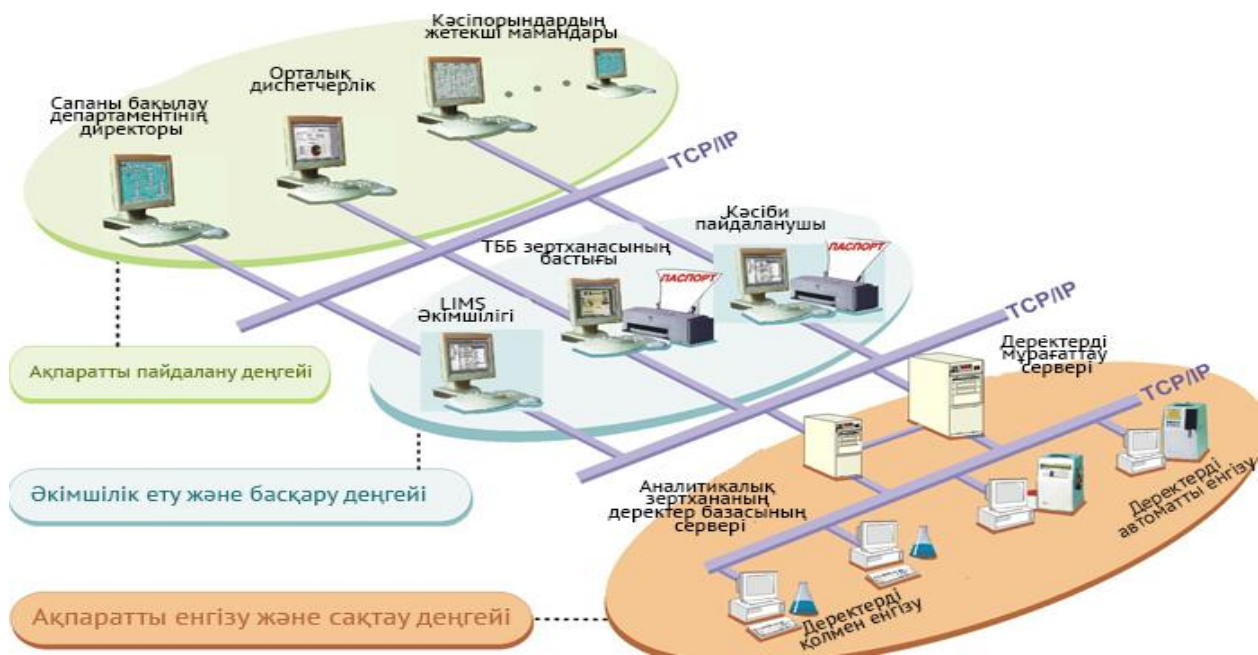 Кәсіпорындардың
жетекші мамандары
Орталық
диспетчерлік
Сапаны бақылау
департаментінің
директоры
TCP/IP
Кәсіби
пайдаланушы
ТББ зертханасының
бастығы
ПАСПОРТ
ПАСПОРТ
LIMS
Әкімшілігі
TCP/IP
Деректерді
мұрағаттау
сервері
TCP/IP
Ақпаратты пайдалану деңгейі
Әкімшілік ету және басқару деңгейі
Аналитикалық
зертхананың
деректер базасының
сервері
Деректерді
автоматты енгізу
Деректерді
қолмен енгізу
Ақпаратты енгізу және сақтау деңгейі